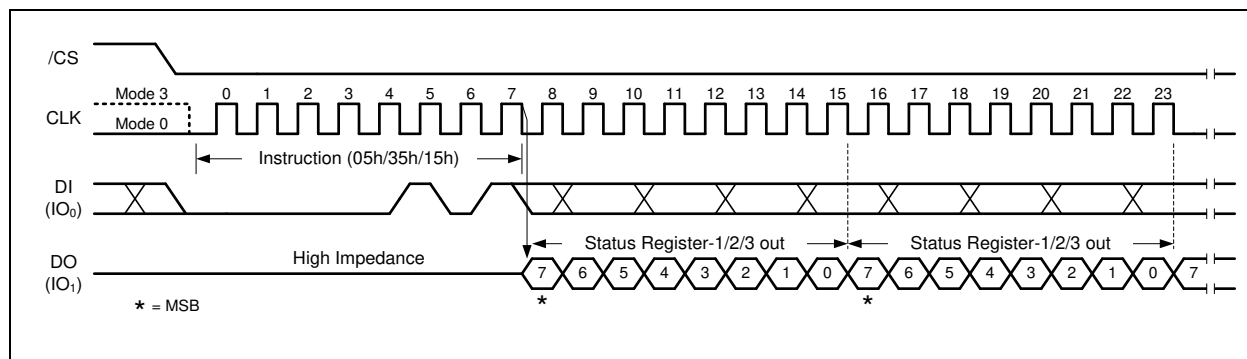 /CS
Mode 3
0 1 2 3 4 5 6 7 8 9 10 11 12 13 14 15 16 17 18 19 20 21 22 23
CLK
Mode 0
Instruction (05h/35h/15h)
DI
(IO₀)
Status Register-1/2/3 out Status Register-1/2/3 out
High Impedance
DO
(IO₁)
7 6 5 4 3 2 1 0 7 6 5 4 3 2 1 0 7
* *
* = MSB